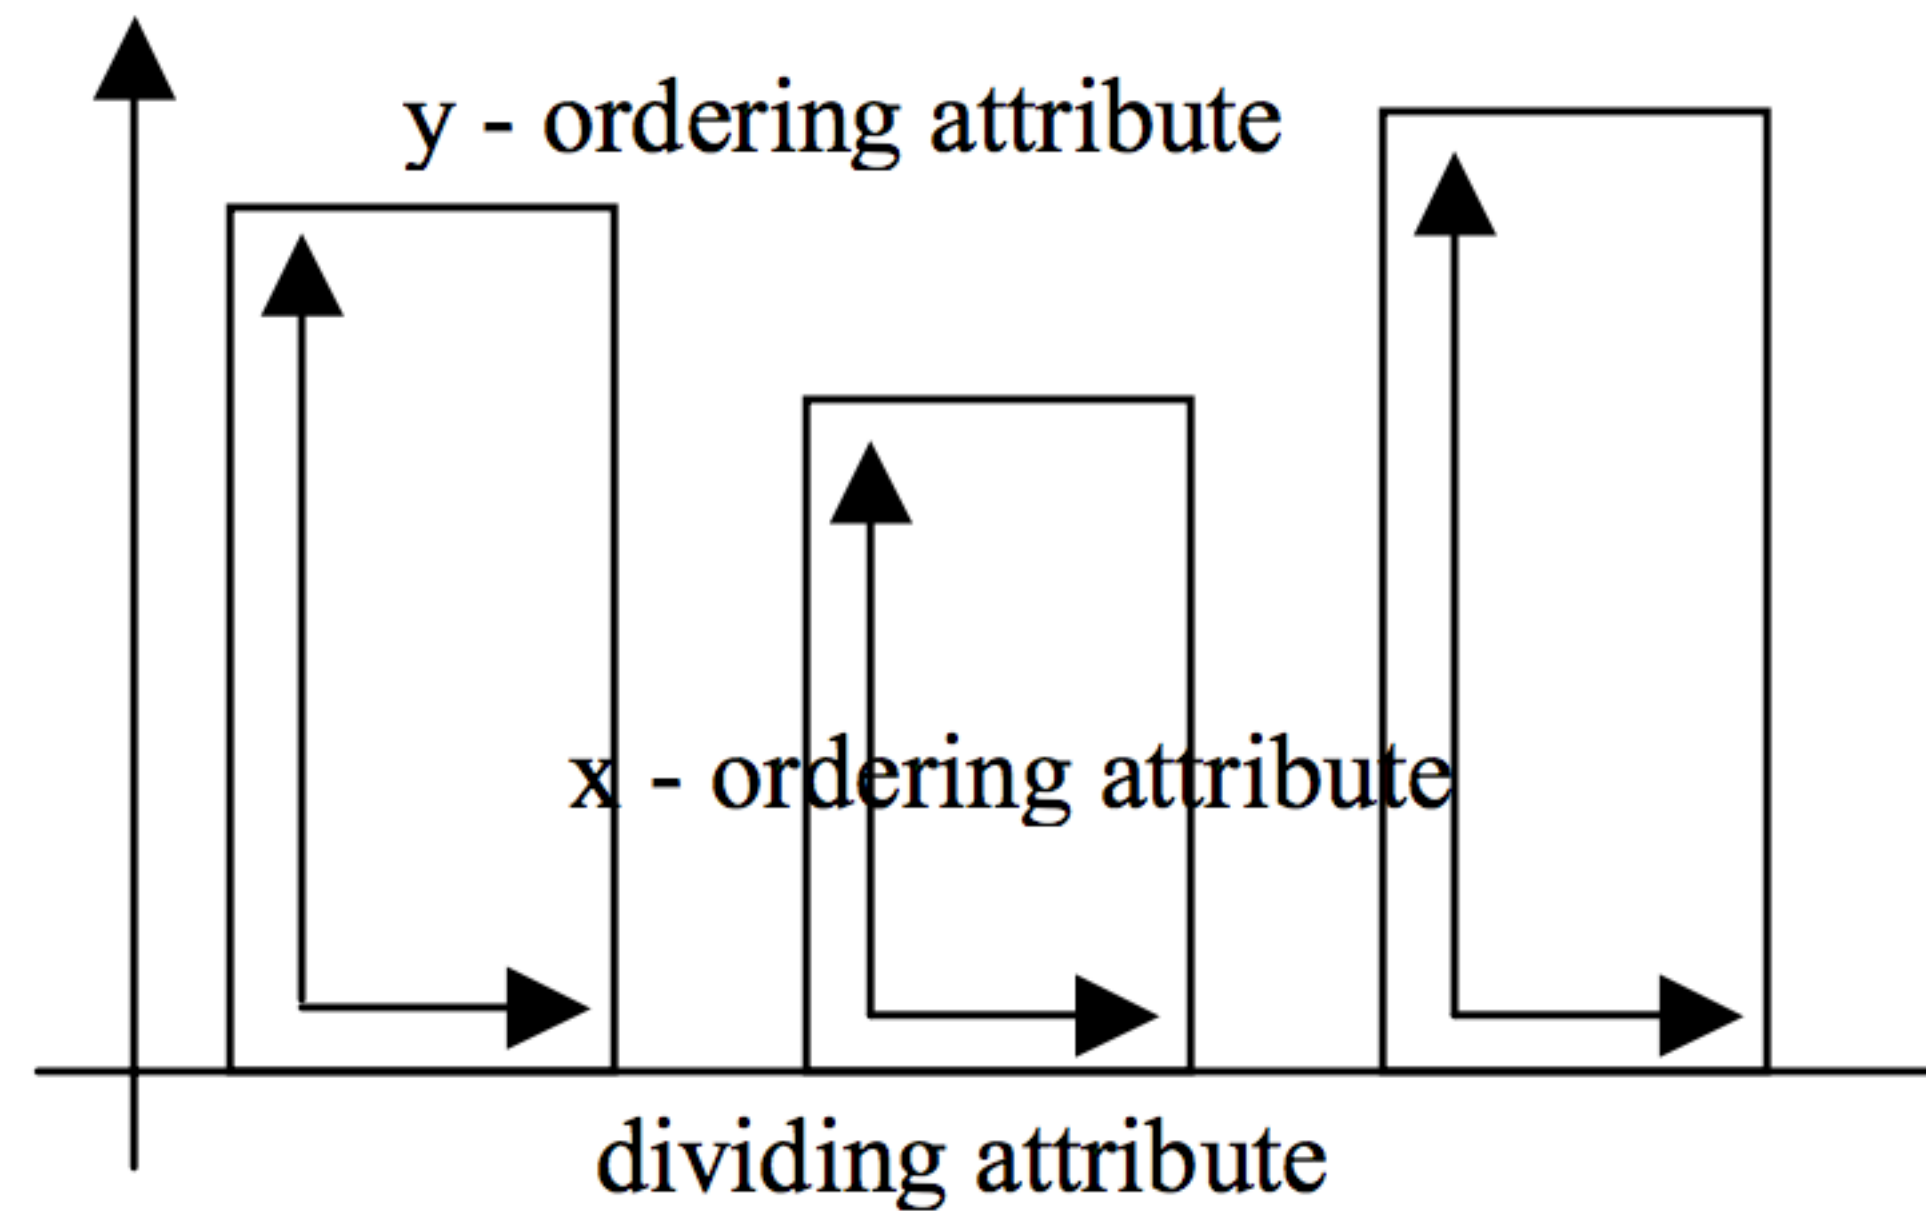 y - ordering attribute
x - ordering attribute
dividing attribute